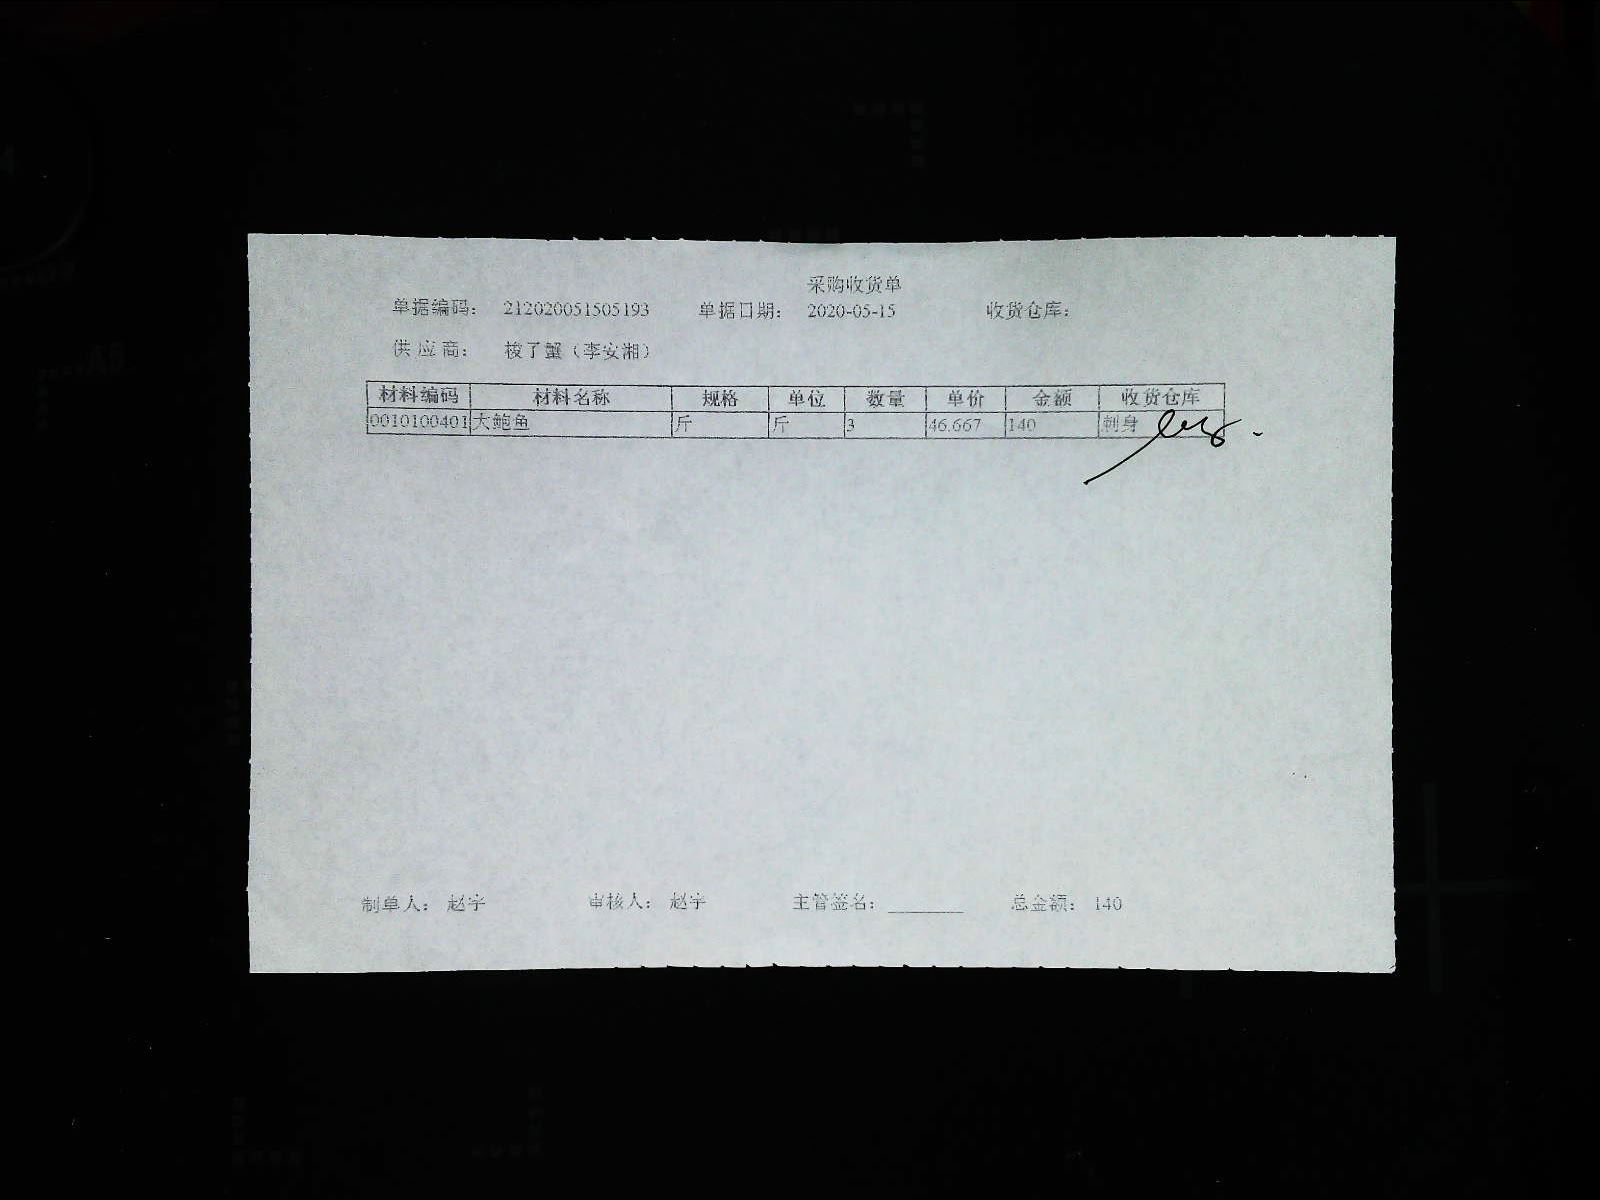 采购收货单
单据编码： 212020051505193 单据日期： 2020-05-15 收货仓库：
供应商： 梭子蟹（李安湘）
材料编码 材料名称 规格 单位 数量 单价 金额 收货仓库
0010100401 大鲍鱼 斤 斤 3 46.667 140 刺身
制单人： 赵宇 审核人： 赵宇 主管签名： ________ 总金额： 140